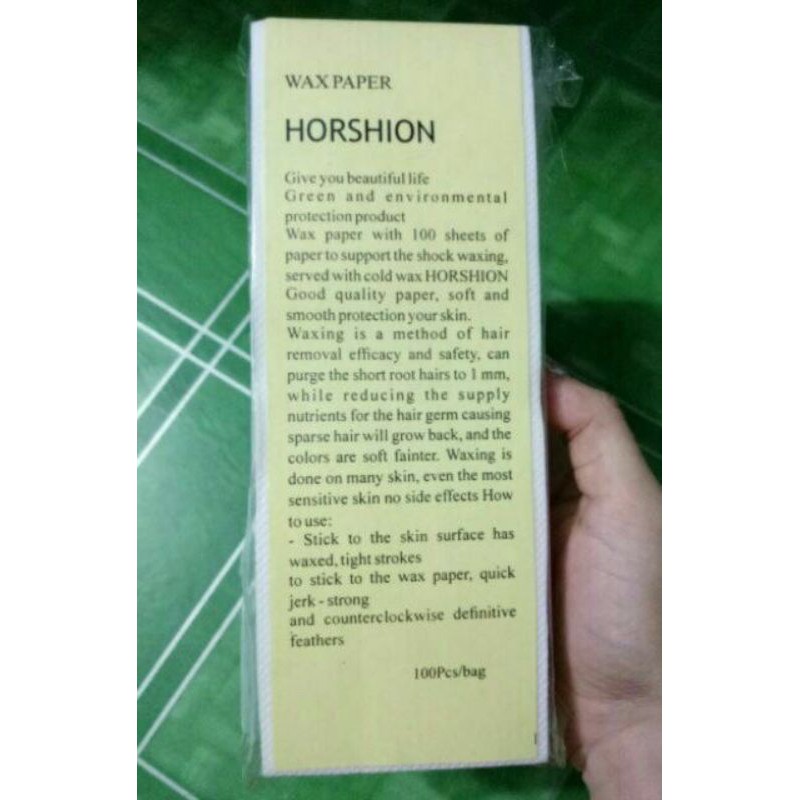 WAX PAPER
HORSHION
Give you beautiful life
Green and environmental
protection product
Wax paper with 100 sheets of
paper to support the shock waxing,
served with cold wax HORSHION
Good quality paper, soft and
smooth protection your skin.
Waxing is a method of hair
removal efficacy and safety, can
purge the short root hairs to 1 mm,
while reducing the supply
nutrients for the hair germ causing
sparse hair will grow back, and the
colors are soft fainter. Waxing is
done on many skin, even the most
sensitive skin no side effects How
to use:
- Stick to the skin surface has
waxed, tight strokes
to stick to the wax paper, quick
jerk - strong
and counterclockwise definitive
feathers
100Pcs/bag